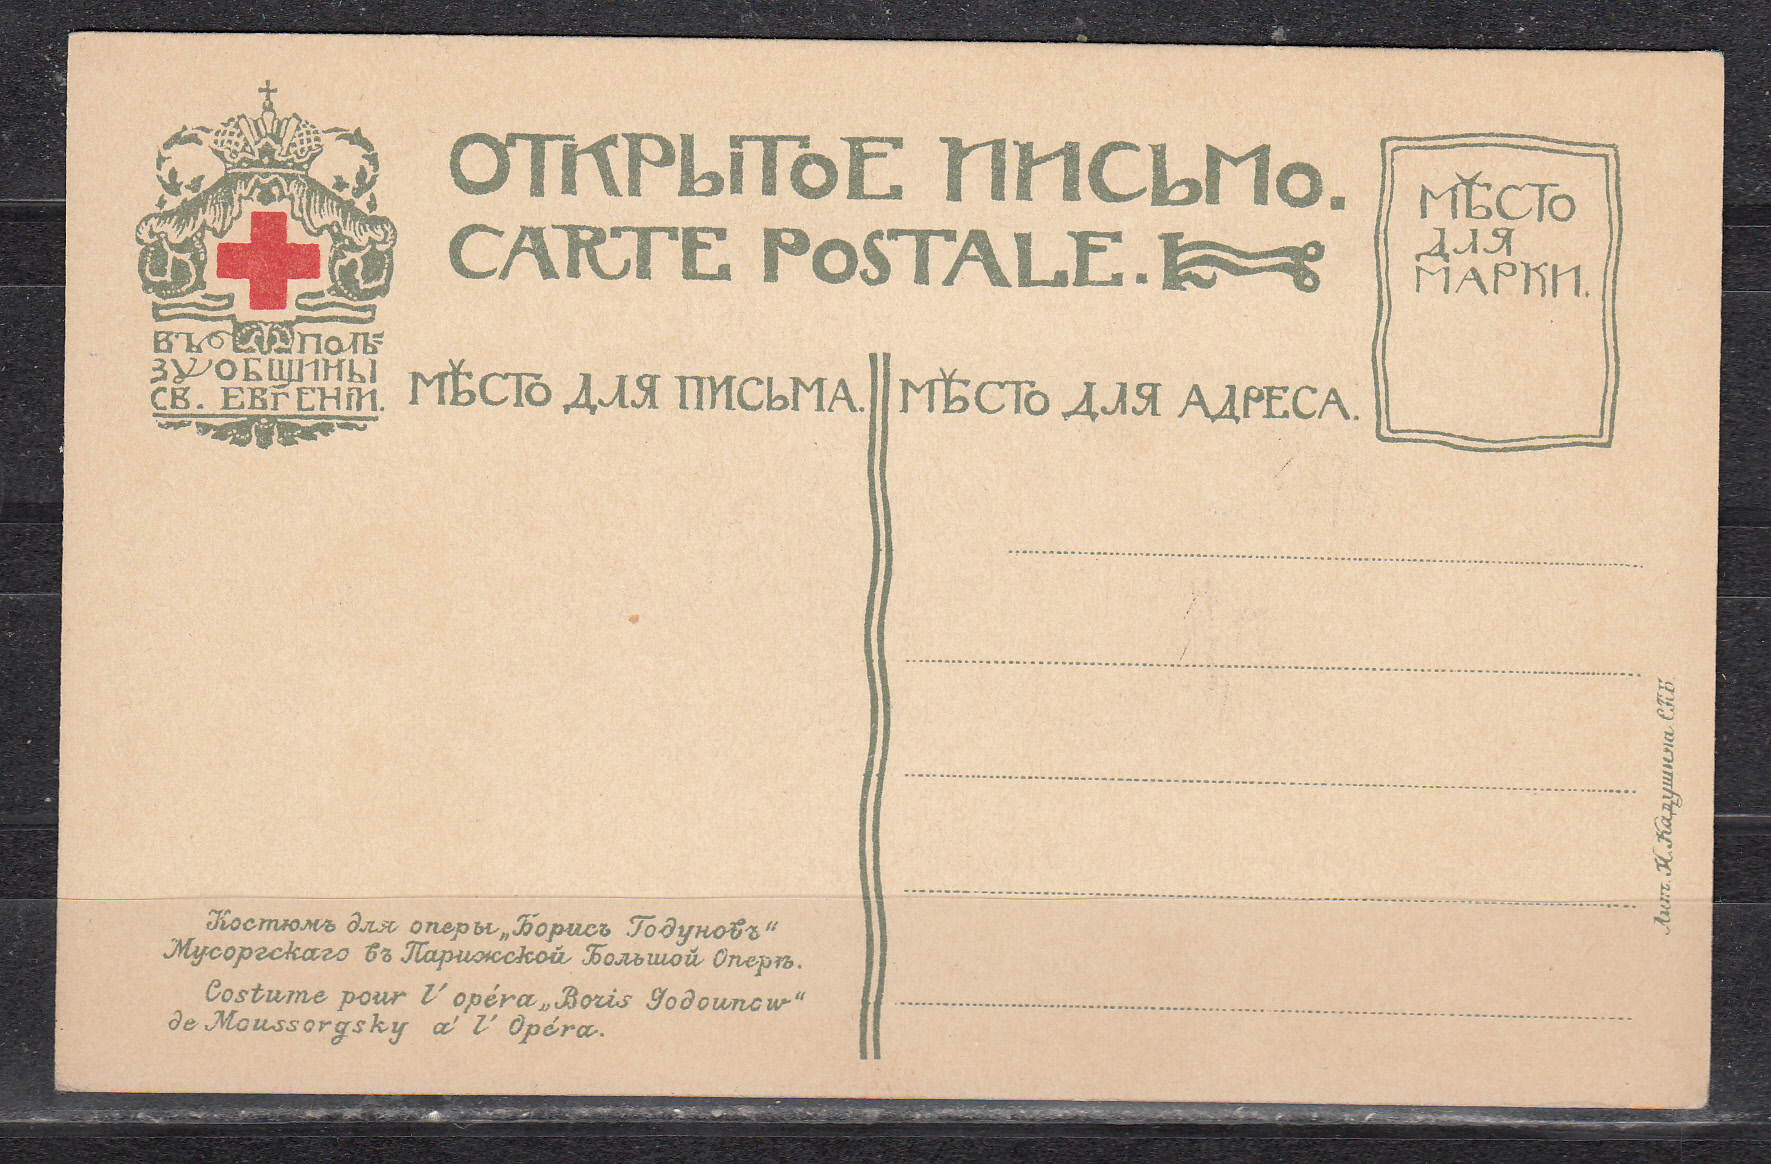 ОТКРЫТОЕ ПИСЬМО.
CARTE POSTALE.
МѢСТО
ДЛЯ
МАРКИ.
ВЪ ПОЛЬ=
ЗУ ОБЩИНЫ
СВ. ЕВГЕНІИ.
МѢСТО ДЛЯ ПИСЬМА.
МѢСТО ДЛЯ АДРЕСА.
Костюмъ для оперы „Борисъ Годуновъ“
Мусоргскаго въ Парижской Большой Оперѣ.
Costume pour l' opéra „Boris Godounow“
de Moussorgsky a' l' Opéra.
Лит. Н. Кадушина СПБ.